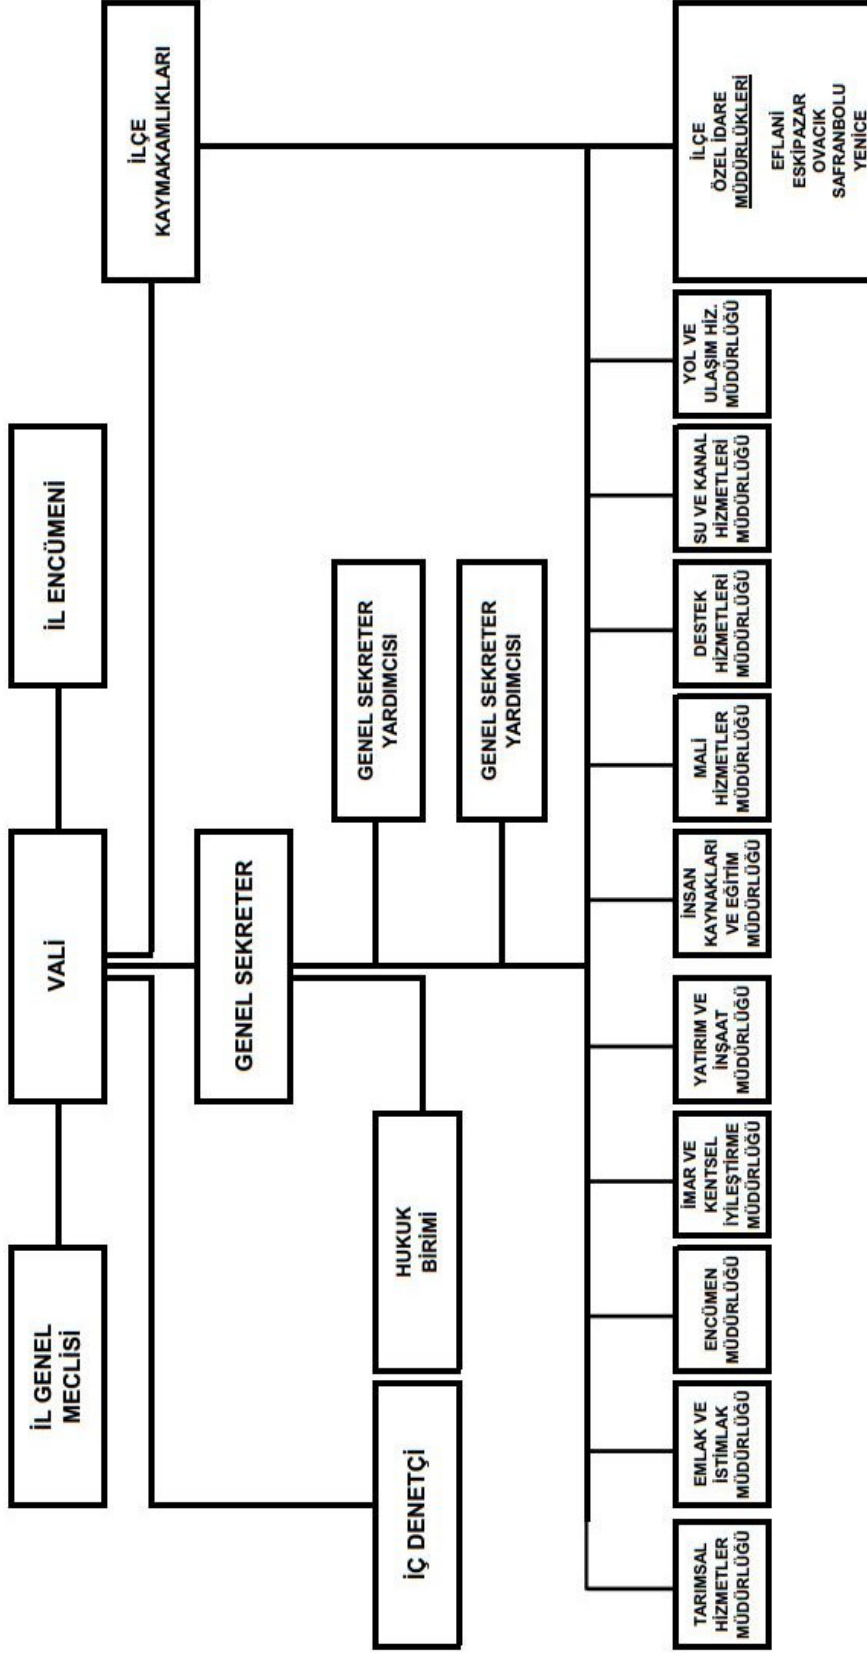 İL GENEL
MECLİSİ
VALİ
İL ENCÜMENİ
İLÇE
KAYMAKAMLIKLARI
GENEL SEKRETER
GENEL SEKRETER
YARDIMCISI
GENEL SEKRETER
YARDIMCISI
İÇ DENETÇİ
HUKUK
BİRİMİ
TARIMSAL
HİZMETLER
MÜDÜRLÜĞÜ
EMLAK VE
İSTİMLAK
MÜDÜRLÜĞÜ
ENCÜMEN
MÜDÜRLÜĞÜ
İMAR VE
KENTSEL
İYİLEŞTİRME
MÜDÜRLÜĞÜ
YATIRIM VE
İNŞAAT
MÜDÜRLÜĞÜ
İNSAN
KAYNAKLARI
VE EĞİTİM
MÜDÜRLÜĞÜ
MALİ
HİZMETLER
MÜDÜRLÜĞÜ
DESTEK
HİZMETLERİ
MÜDÜRLÜĞÜ
SU VE KANAL
HİZMETLERİ
MÜDÜRLÜĞÜ
YOL VE
ULAŞIM HİZ.
MÜDÜRLÜĞÜ
İLÇE
ÖZEL İDARE
MÜDÜRLÜKLERİ
EFLANİ
ESKİPAZAR
OVACIK
SAFRANBOLU
YENİCE